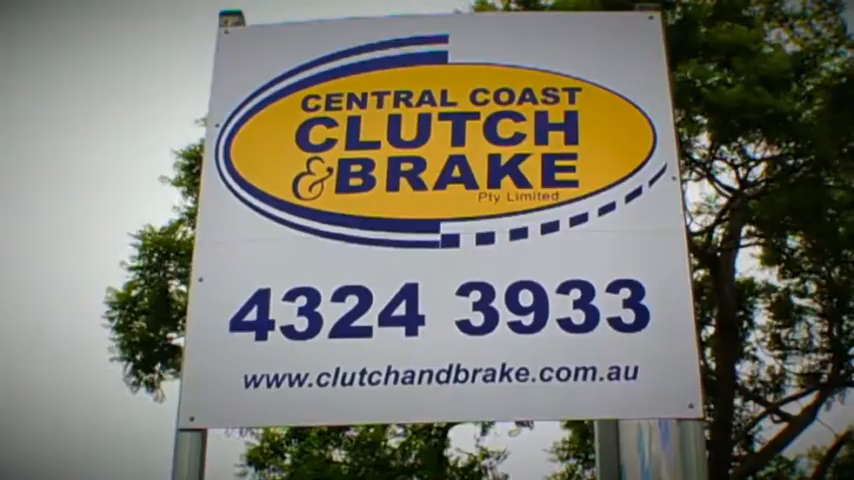 CENTRAL COAST
CLUTCH
& BRAKE
Pty Limited
4324 3933
www.clutchandbrake.com.au